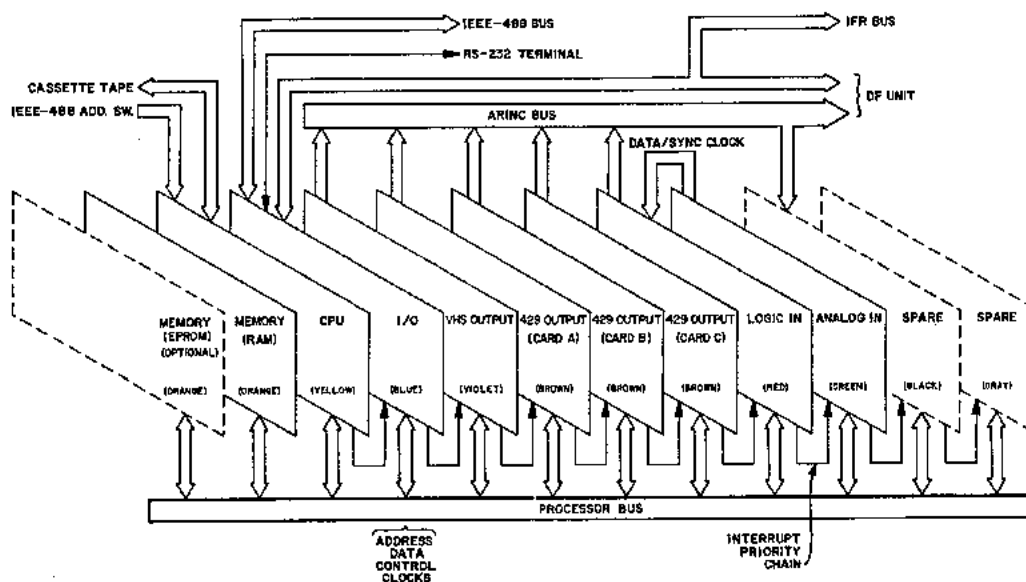 IEEE-488 BUS
IFR BUS
RS-232 TERMINAL
CASSETTE TAPE
DF UNIT
IEEE-488 ADD. SW.
ARINC BUS
DATA/SYNC CLOCK
MEMORY
(EPROM)
(OPTIONAL)
(ORANGE)
MEMORY
(RAM)
(ORANGE)
CPU
(YELLOW)
I/O
(BLUE)
VHS OUTPUT
(VIOLET)
429 OUTPUT
(CARD A)
(BROWN)
429 OUTPUT
(CARD B)
(BROWN)
429 OUTPUT
(CARD C)
(BROWN)
LOGIC IN
(RED)
ANALOG IN
(GREEN)
SPARE
(BLACK)
SPARE
(GRAY)
PROCESSOR BUS
ADDRESS
DATA
CONTROL
CLOCKS
INTERRUPT
PRIORITY
CHAIN